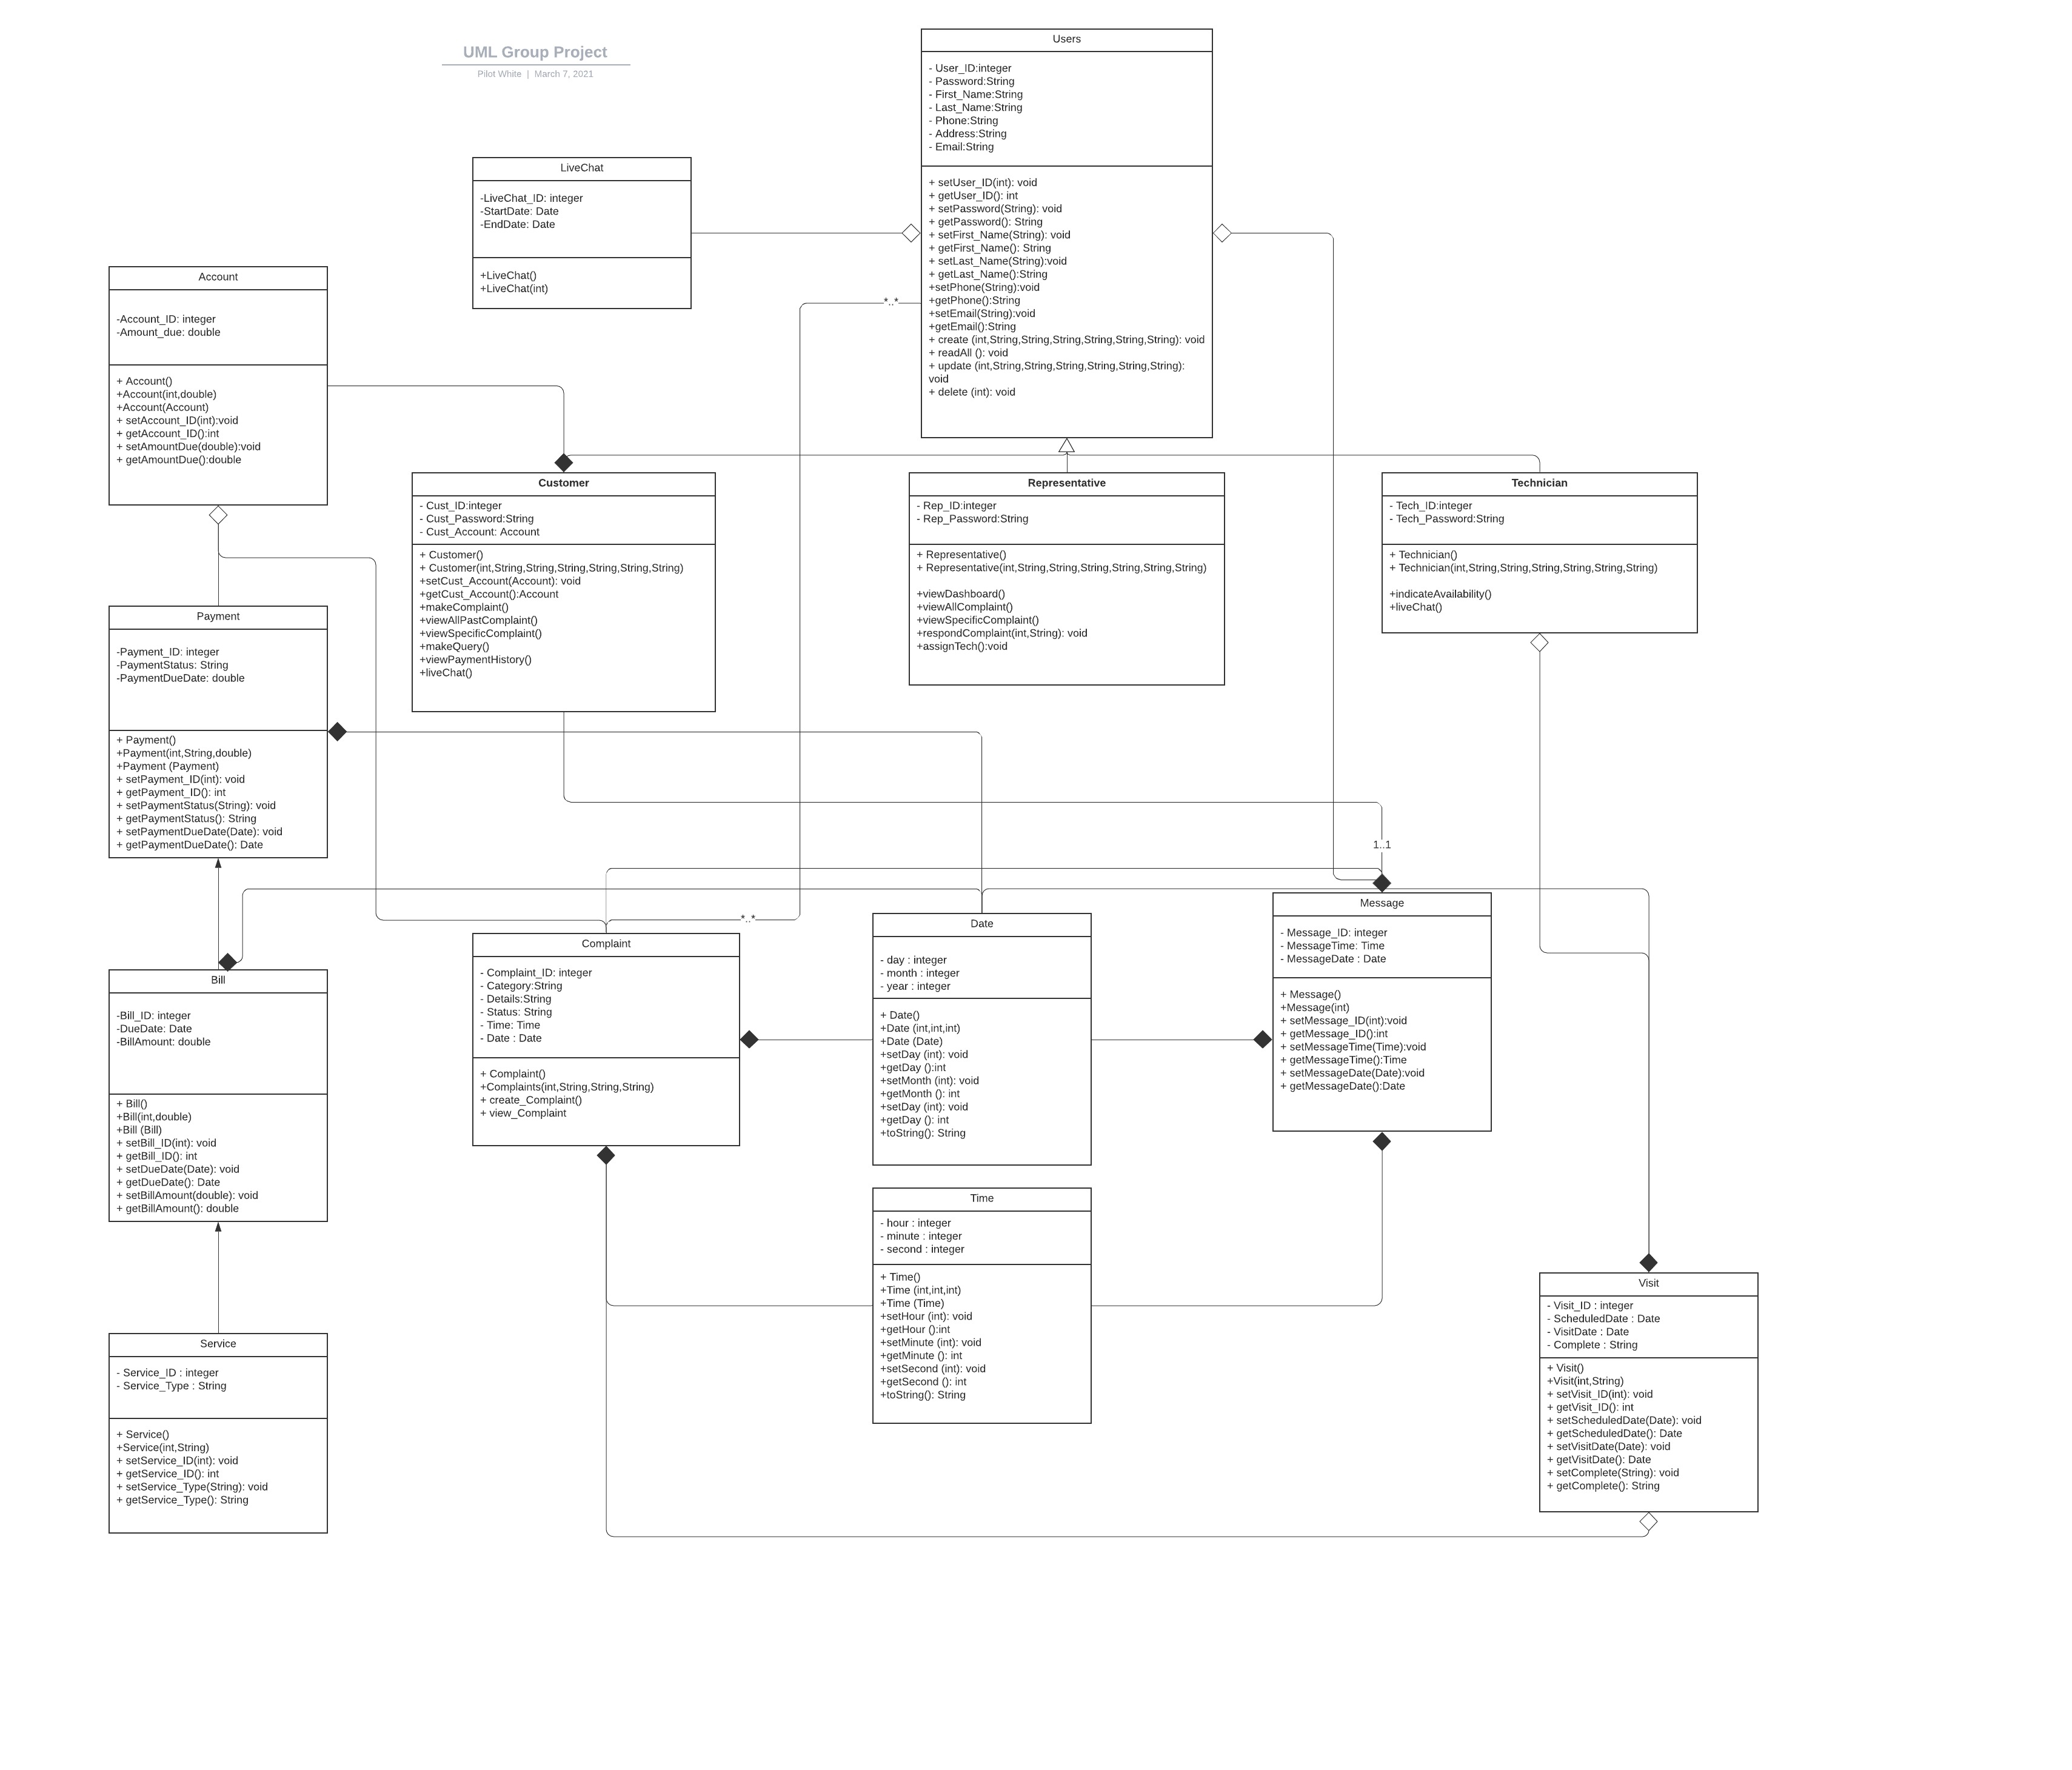 UML Group Project
Pilot White | March 7, 2021
Users
- User_ID:integer
- Password:String
- First_Name:String
- Last_Name:String
- Phone:String
- Address:String
- Email:String
+ setUser_ID(int): void
+ getUser_ID(): int
+ setPassword(String): void
+ getPassword(): String
+ setFirst_Name(String): void
+ getFirst_Name(): String
+ setLast_Name(String):void
+ getLast_Name():String
+setPhone(String):void
+getPhone():String
+setEmail(String):void
+getEmail():String
+ create (int,String,String,String,String,String,String): void
+ readAll (): void
+ update (int,String,String,String,String,String,String):
void
+ delete (int): void
LiveChat
-LiveChat_ID: integer
-StartDate: Date
-EndDate: Date
+LiveChat()
+LiveChat(int)
*..*
Account
-Account_ID: integer
-Amount_due: double
+ Account()
+Account(int,double)
+Account(Account)
+ setAccount_ID(int):void
+ getAccount_ID():int
+ setAmountDue(double):void
+ getAmountDue():double
Customer
- Cust_ID:integer
- Cust_Password:String
- Cust_Account: Account
+ Customer()
+ Customer(int,String,String,String,String,String,String)
+setCust_Account(Account): void
+getCust_Account():Account
+makeComplaint()
+viewAllPastComplaint()
+viewSpecificComplaint()
+makeQuery()
+viewPaymentHistory()
+liveChat()
Representative
- Rep_ID:integer
- Rep_Password:String
+ Representative()
+ Representative(int,String,String,String,String,String,String)
+viewDashboard()
+viewAllComplaint()
+viewSpecificComplaint()
+respondComplaint(int,String): void
+assignTech():void
Technician
- Tech_ID:integer
- Tech_Password:String
+ Technician()
+ Technician(int,String,String,String,String,String,String)
+indicateAvailability()
+liveChat()
Payment
-Payment_ID: integer
-PaymentStatus: String
-PaymentDueDate: double
+ Payment()
+Payment(int,String,double)
+Payment (Payment)
+ setPayment_ID(int): void
+ getPayment_ID(): int
+ setPaymentStatus(String): void
+ getPaymentStatus(): String
+ setPaymentDueDate(Date): void
+ getPaymentDueDate(): Date
1..1
*..*
Bill
-Bill_ID: integer
-DueDate: Date
-BillAmount: double
+ Bill()
+Bill(int,double)
+Bill (Bill)
+ setBill_ID(int): void
+ getBill_ID(): int
+ setDueDate(Date): void
+ getDueDate(): Date
+ setBillAmount(double): void
+ getBillAmount(): double
Complaint
- Complaint_ID: integer
- Category:String
- Details:String
- Status: String
- Time: Time
- Date : Date
+ Complaint()
+Complaints(int,String,String,String)
+ create_Complaint()
+ view_Complaint
Date
- day : integer
- month : integer
- year : integer
+ Date()
+Date (int,int,int)
+Date (Date)
+setDay (int): void
+getDay ():int
+setMonth (int): void
+getMonth (): int
+setDay (int): void
+getDay (): int
+toString(): String
Message
- Message_ID: integer
- MessageTime: Time
- MessageDate : Date
+ Message()
+Message(int)
+ setMessage_ID(int):void
+ getMessage_ID():int
+ setMessageTime(Time):void
+ getMessageTime():Time
+ setMessageDate(Date):void
+ getMessageDate():Date
Time
- hour : integer
- minute : integer
- second : integer
+ Time()
+Time (int,int,int)
+Time (Time)
+setHour (int): void
+getHour ():int
+setMinute (int): void
+getMinute (): int
+setSecond (int): void
+getSecond (): int
+toString(): String
Visit
- Visit_ID : integer
- ScheduledDate : Date
- VisitDate : Date
- Complete : String
+ Visit()
+Visit(int,String)
+ setVisit_ID(int): void
+ getVisit_ID(): int
+ setScheduledDate(Date): void
+ getScheduledDate(): Date
+ setVisitDate(Date): void
+ getVisitDate(): Date
+ setComplete(String): void
+ getComplete(): String
Service
- Service_ID : integer
- Service_Type : String
+ Service()
+Service(int,String)
+ setService_ID(int): void
+ getService_ID(): int
+ setService_Type(String): void
+ getService_Type(): String